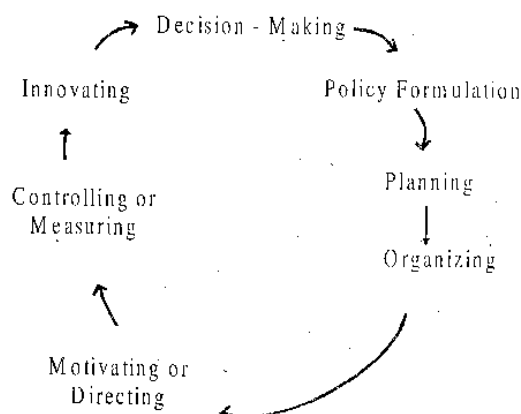 Decision - Making
Innovating
Policy Formulation
Planning
Controlling or
Measuring
Organizing
Motivating or
Directing